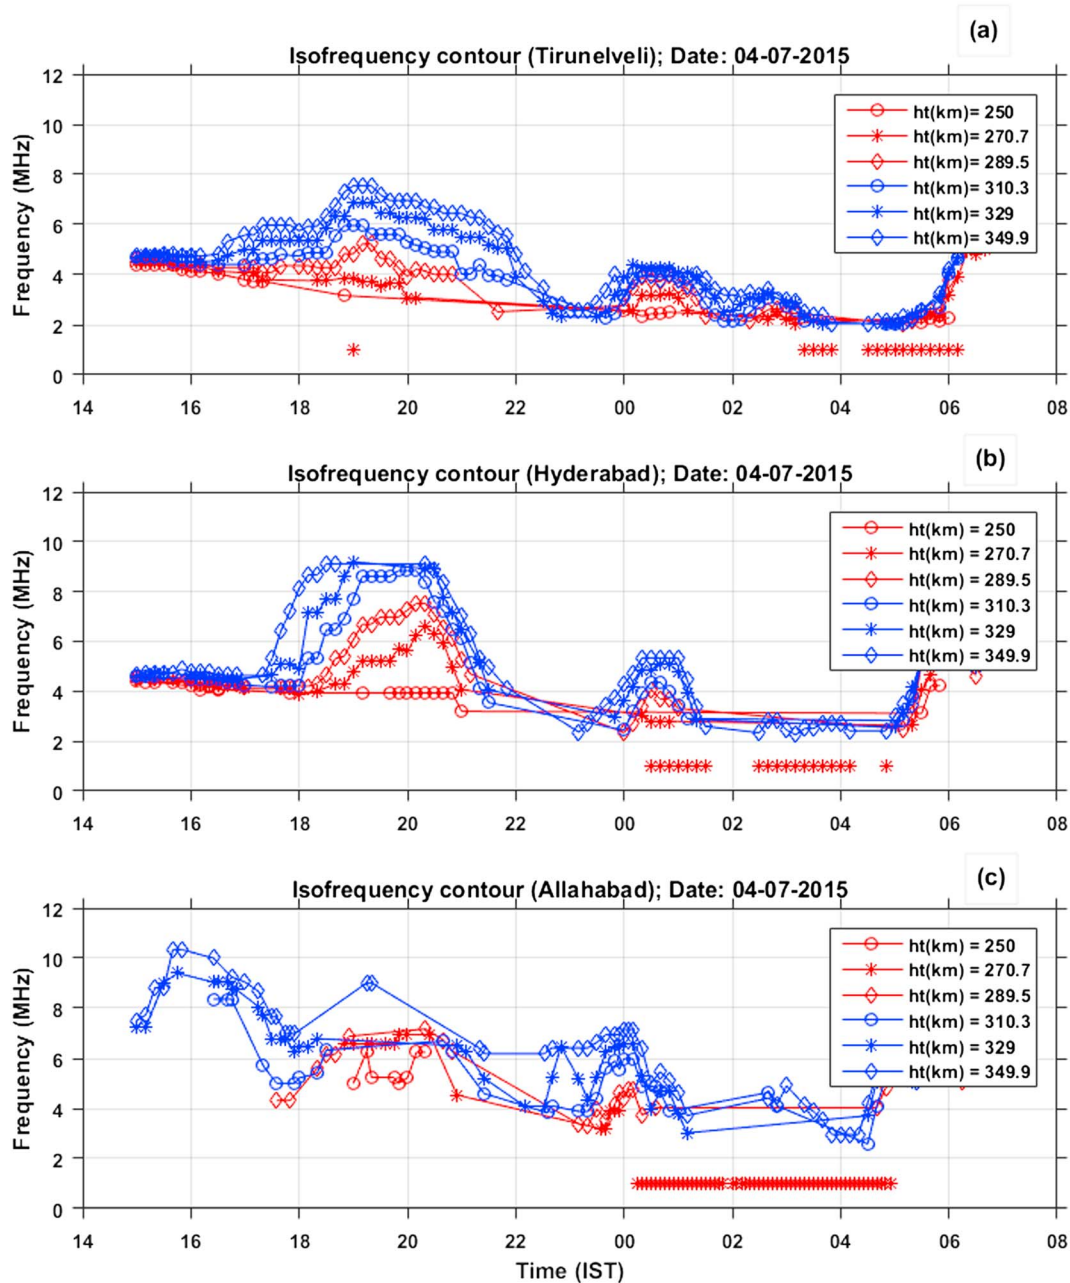 (a)
Isofrequency contour (Tirunelveli); Date: 04-07-2015
Frequency (MHz)
12
10
8
6
4
2
0
ht(km)= 250
ht(km)= 270.7
ht(km)= 289.5
ht(km)= 310.3
ht(km)= 329
ht(km)= 349.9
14 16 18 20 22 00 02 04 06 08
(b)
Isofrequency contour (Hyderabad); Date: 04-07-2015
Frequency (MHz)
12
10
8
6
4
2
0
ht(km) = 250
ht(km) = 270.7
ht(km) = 289.5
ht(km) = 310.3
ht(km) = 329
ht(km) = 349.9
14 16 18 20 22 00 02 04 06 08
(c)
Isofrequency contour (Allahabad); Date: 04-07-2015
Frequency (MHz)
12
10
8
6
4
2
0
ht(km) = 250
ht(km) = 270.7
ht(km) = 289.5
ht(km) = 310.3
ht(km) = 329
ht(km) = 349.9
14 16 18 20 22 00 02 04 06 08
Time (IST)